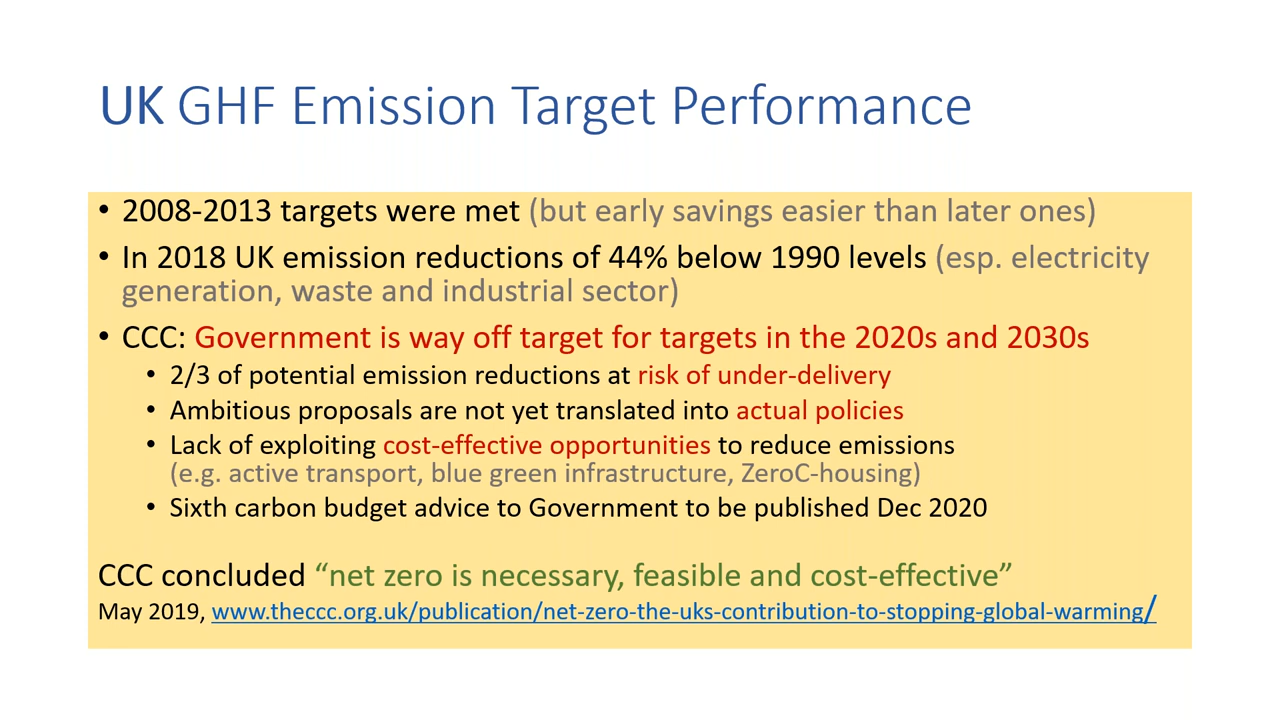 UK GHF Emission Target Performance
• 2008-2013 targets were met (but early savings easier than later ones)
• In 2018 UK emission reductions of 44% below 1990 levels (esp. electricity
generation, waste and industrial sector)
• CCC: Government is way off target for targets in the 2020s and 2030s
• 2/3 of potential emission reductions at risk of under-delivery
• Ambitious proposals are not yet translated into actual policies
• Lack of exploiting cost-effective opportunities to reduce emissions
(e.g. active transport, blue green infrastructure, ZeroC-housing)
• Sixth carbon budget advice to Government to be published Dec 2020
CCC concluded “net zero is necessary, feasible and cost-effective”
May 2019, www.theccc.org.uk/publication/net-zero-the-uks-contribution-to-stopping-global-warming/